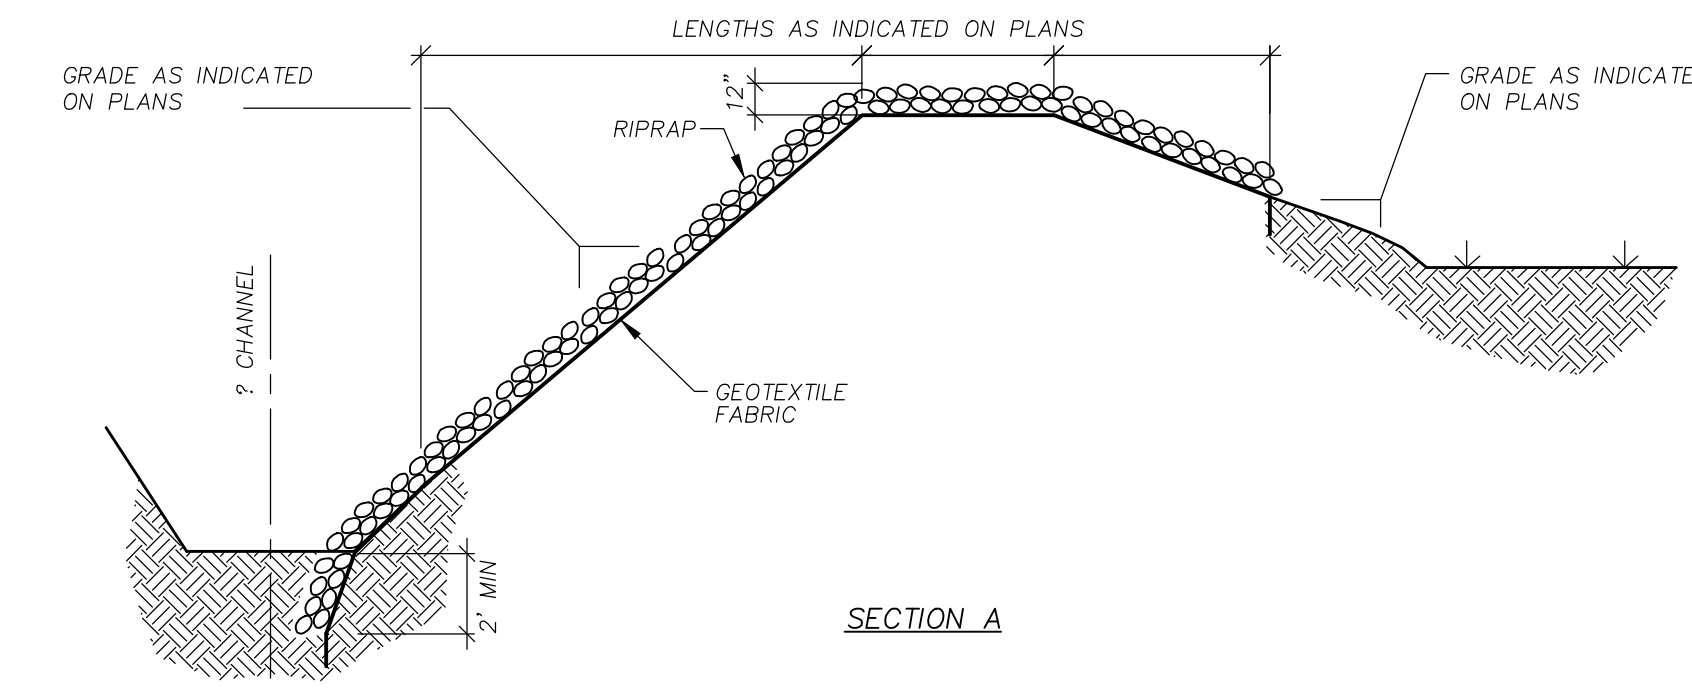 LENGTHS AS INDICATED ON PLANS
GRADE AS INDICATED
ON PLANS
12"
RIPRAP
GRADE AS INDICATE
ON PLANS
? CHANNEL
GEOTEXTILE
FABRIC
2' MIN
SECTION A